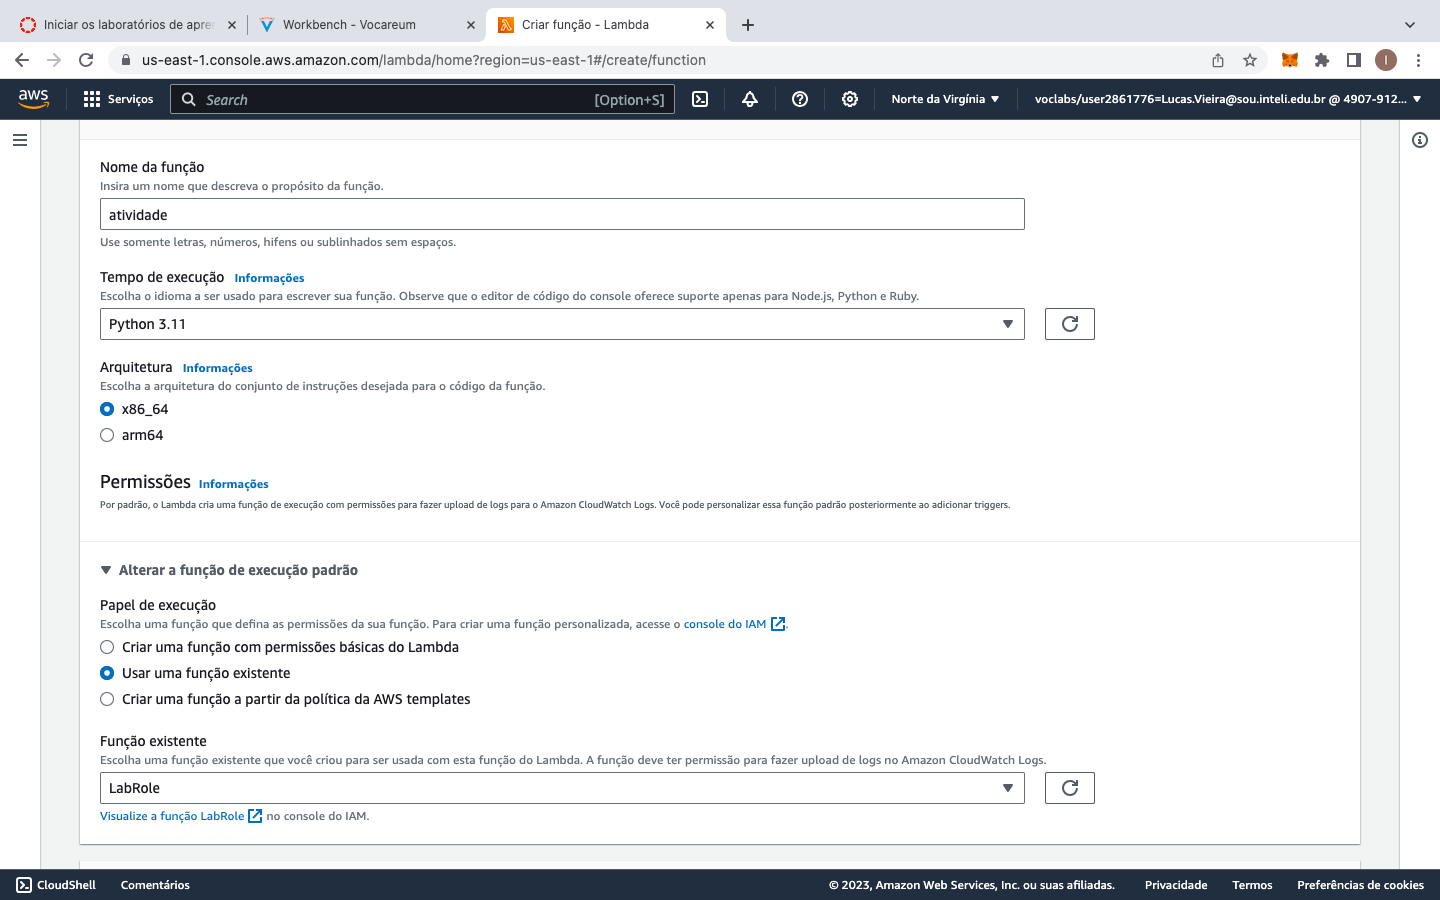 Iniciar os laboratórios de apre
Workbench - Vocareum
Criar função - Lambda
us-east-1.console.aws.amazon.com/lambda/home?region=us-east-1#/create/function
I
aws
Serviços
Search
[Option+S]
Norte da Virgínia
voclabs/user2861776=Lucas.Vieira@sou.inteli.edu.br @ 4907-912...
Nome da função
Insira um nome que descreva o propósito da função.
atividade
Use somente letras, números, hifens ou sublinhados sem espaços.
Tempo de execução Informações
Escolha o idioma a ser usado para escrever sua função. Observe que o editor de código do console oferece suporte apenas para Node.js, Python e Ruby.
Python 3.11
Arquitetura Informações
Escolha a arquitetura do conjunto de instruções desejada para o código da função.
x86_64
arm64
Permissões Informações
Por padrão, o Lambda cria uma função de execução com permissões para fazer upload de logs para o Amazon CloudWatch Logs. Você pode personalizar essa função padrão posteriormente ao adicionar triggers.
Alterar a função de execução padrão
Papel de execução
Escolha uma função que defina as permissões da sua função. Para criar uma função personalizada, acesse o console do IAM.
Criar uma função com permissões básicas do Lambda
Usar uma função existente
Criar uma função a partir da política da AWS templates
Função existente
Escolha uma função existente que você criou para ser usada com esta função do Lambda. A função deve ter permissão para fazer upload de logs no Amazon CloudWatch Logs.
LabRole
Visualize a função LabRole no console do IAM.
CloudShell
Comentários
© 2023, Amazon Web Services, Inc. ou suas afiliadas.
Privacidade
Termos
Preferências de cookies